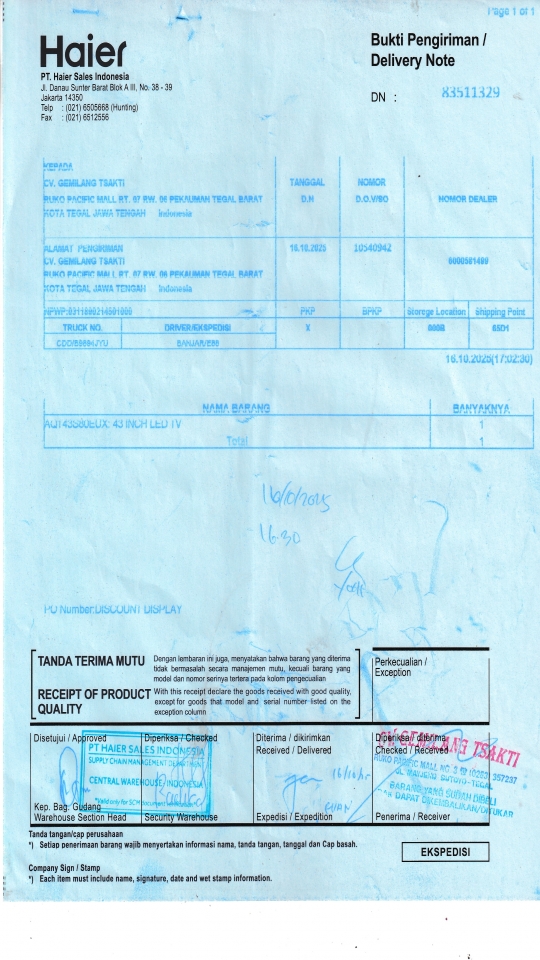 Page 1 of 1
Haier
PT. Haier Sales Indonesia
Jl. Danau Sunter Barat Blok A III, No. 38 - 39
Jakarta 14350
Telp : (021) 6505668 (Hunting)
Fax : (021) 6512556
Bukti Pengiriman /
Delivery Note
DN : 83511329
KEPADA
CV. GEMILANG TSAKTI
RUKO PACIFIC MALL RT. 07 RW. 06 PEKAUMAN TEGAL BARAT
KOTA TEGAL JAWA TENGAH Indonesia
TANGGAL
D.N
NOMOR
D.O.V/SO
NOMOR DEALER
ALAMAT PENGIRIMAN
CV. GEMILANG TSAKTI
RUKO PACIFIC MALL RT. 07 RW. 06 PEKAUMAN TEGAL BARAT
KOTA TEGAL JAWA TENGAH Indonesia
16.10.2025
10540942
PKP
BPKP
Storege Location
Shipping Point
TRUCK NO.
DRIVER/EKSPEDISI
X
16.10.2025(17:02:30)
NAMA BARANG
BANYAKNYA
AQT43S80EUX: 43 INCH LED TV
1
Total
1
16/10/2025
16.30
PO Number:DISCOUNT DISPLAY
TANDA TERIMA MUTU
Dengan lembaran ini juga, menyatakan bahwa barang yang diterima
tidak bermasalah secara manajemen mutu, kecuali barang yang
model dan nomor serinya tertera pada kolom pengecualian
RECEIPT OF PRODUCT
QUALITY
With this receipt declare the goods received with good quality,
except for goods that model and serial number listed on the
exception column
Perkecualian /
Exception
Disetujui / Approved
Diperiksa / Checked
Diterima / dikirimkan
Received / Delivered
Diperiksa / diterima
Checked / Received
PT HAIER SALES INDONESIA
SUPPLY CHAIN MANAGEMENT DEPARTMENT
CENTRAL WAREHOUSE/ INDONESIA
*Valid only for SCM document
CV. GEMILANG TSAKTI
BARANG YANG SUDAH DIBELI
DAPAT DIKEMBALIKAN/DITUKAR
Kep. Bag. Gudang
Warehouse Section Head
Security Warehouse
Expedisi / Expedition
Penerima / Receiver
Tanda tangan/cap perusahaan
*) Setiap penerimaan barang wajib menyertakan informasi nama, tanda tangan, tanggal dan Cap basah.
EKSPEDISI
Company Sign / Stamp
*) Each item must include name, signature, date and wet stamp information.